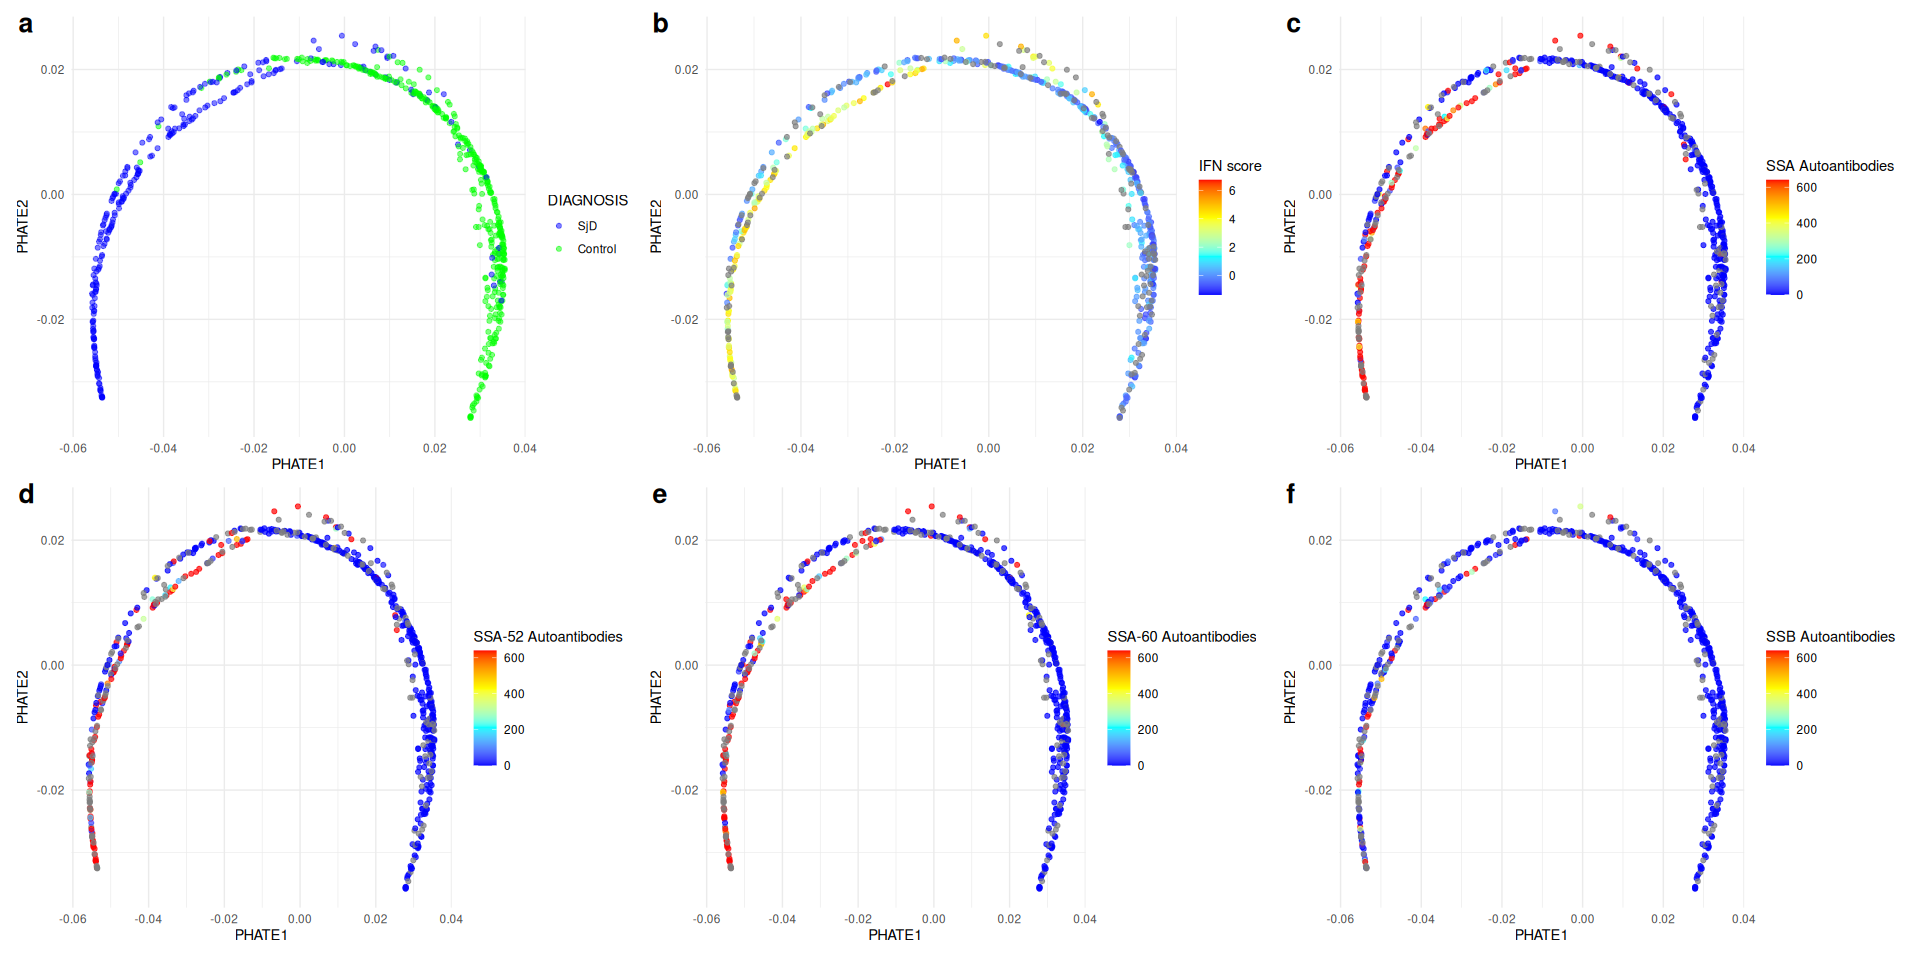 a
0.02
0.00
-0.02
PHATE2
-0.06
-0.04
-0.02
0.00
0.02
0.04
PHATE1
DIAGNOSIS
SjD
Control
b
0.02
0.00
-0.02
PHATE2
-0.06
-0.04
-0.02
0.00
0.02
0.04
PHATE1
IFN score
6
4
2
0
c
0.02
0.00
-0.02
PHATE2
-0.06
-0.04
-0.02
0.00
0.02
0.04
PHATE1
SSA Autoantibodies
600
400
200
0
d
0.02
0.00
-0.02
PHATE2
-0.06
-0.04
-0.02
0.00
0.02
0.04
PHATE1
SSA-52 Autoantibodies
600
400
200
0
e
0.02
0.00
-0.02
PHATE2
-0.06
-0.04
-0.02
0.00
0.02
0.04
PHATE1
SSA-60 Autoantibodies
600
400
200
0
f
0.02
0.00
-0.02
PHATE2
-0.06
-0.04
-0.02
0.00
0.02
0.04
PHATE1
SSB Autoantibodies
600
400
200
0